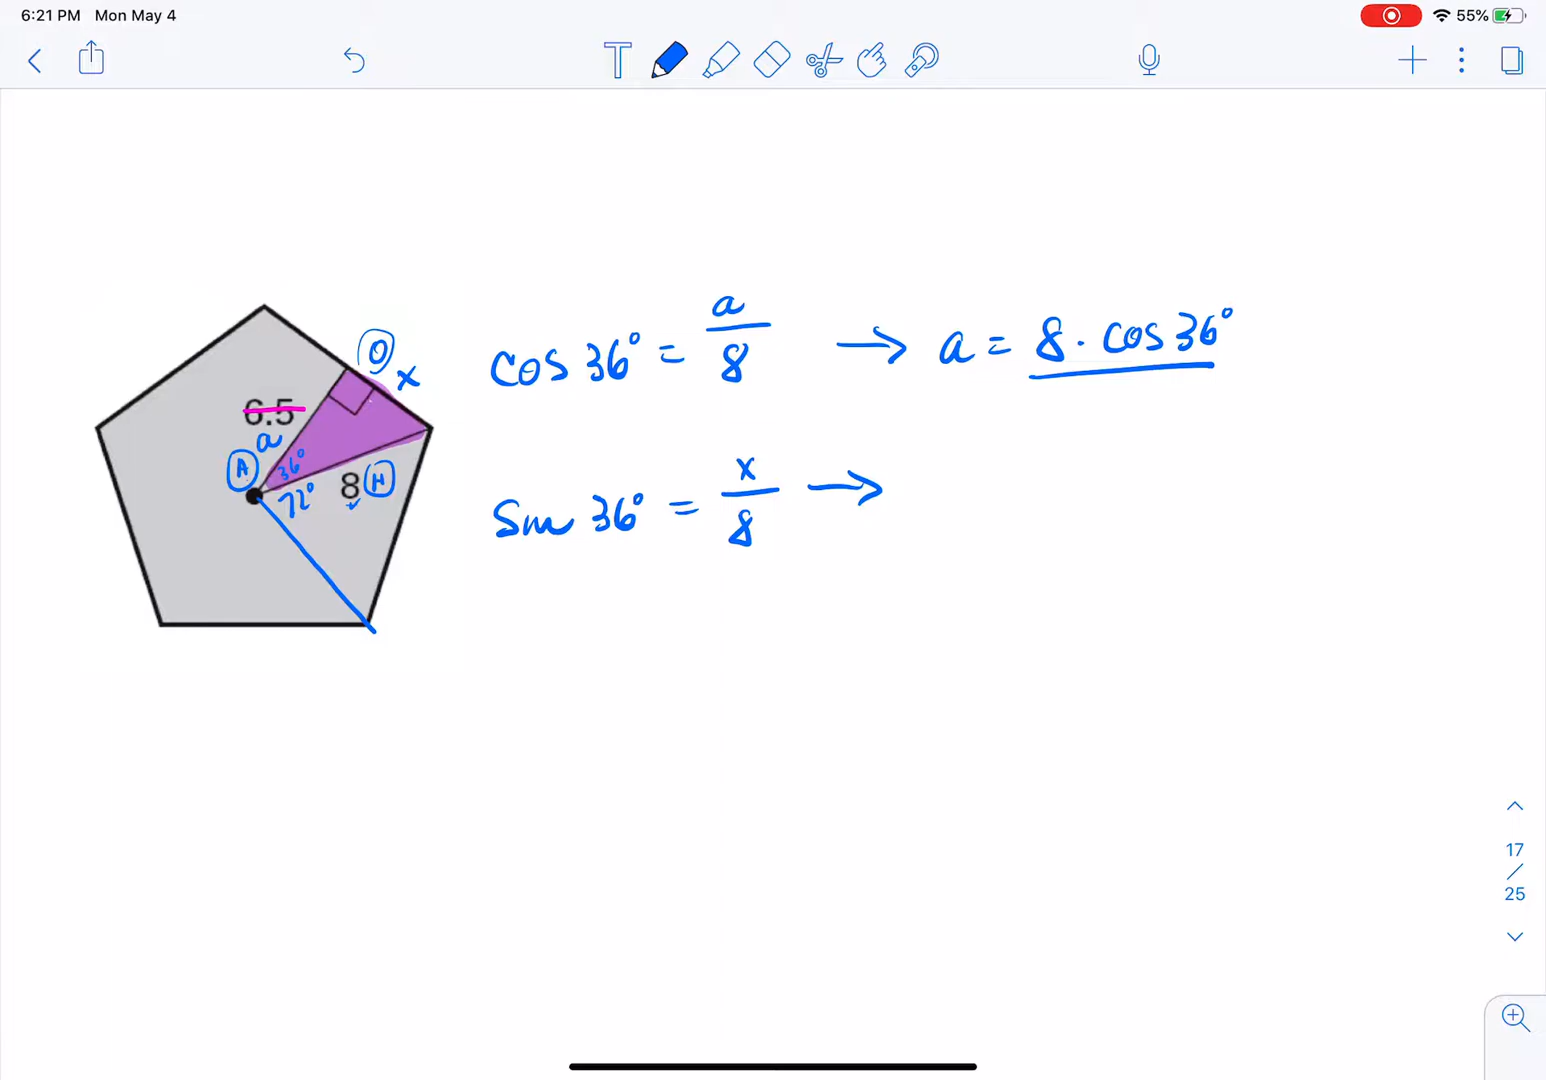 6:21 PM Mon May 4
55%
T
O
x
6.5
a
A
36°
72°
8 H
cos 36° = a/8 → a = 8 · cos 36°
Sin 36° = x/8 →
17
/
25